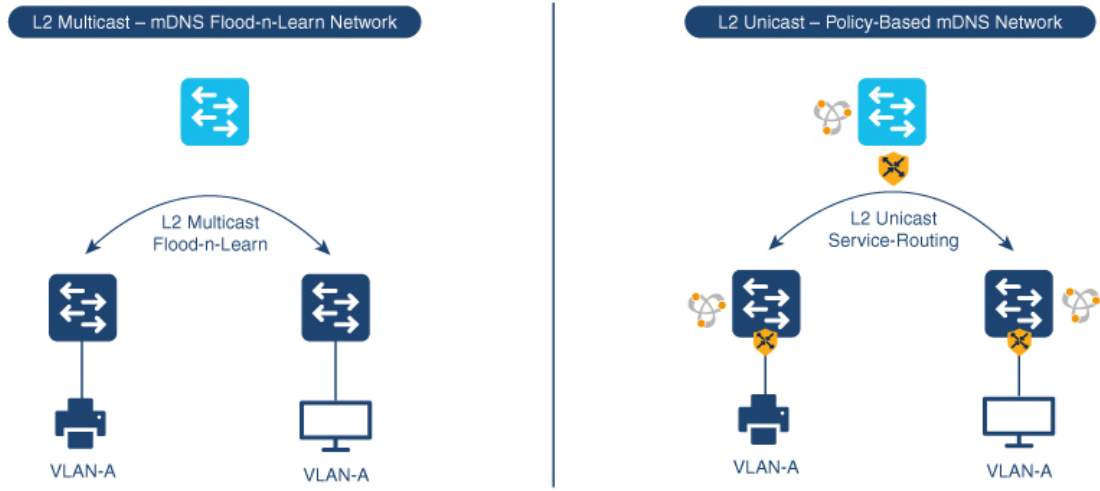 L2 Multicast – mDNS Flood-n-Learn Network
L2 Multicast
Flood-n-Learn
VLAN-A
VLAN-A
L2 Unicast – Policy-Based mDNS Network
L2 Unicast
Service-Routing
VLAN-A
VLAN-A